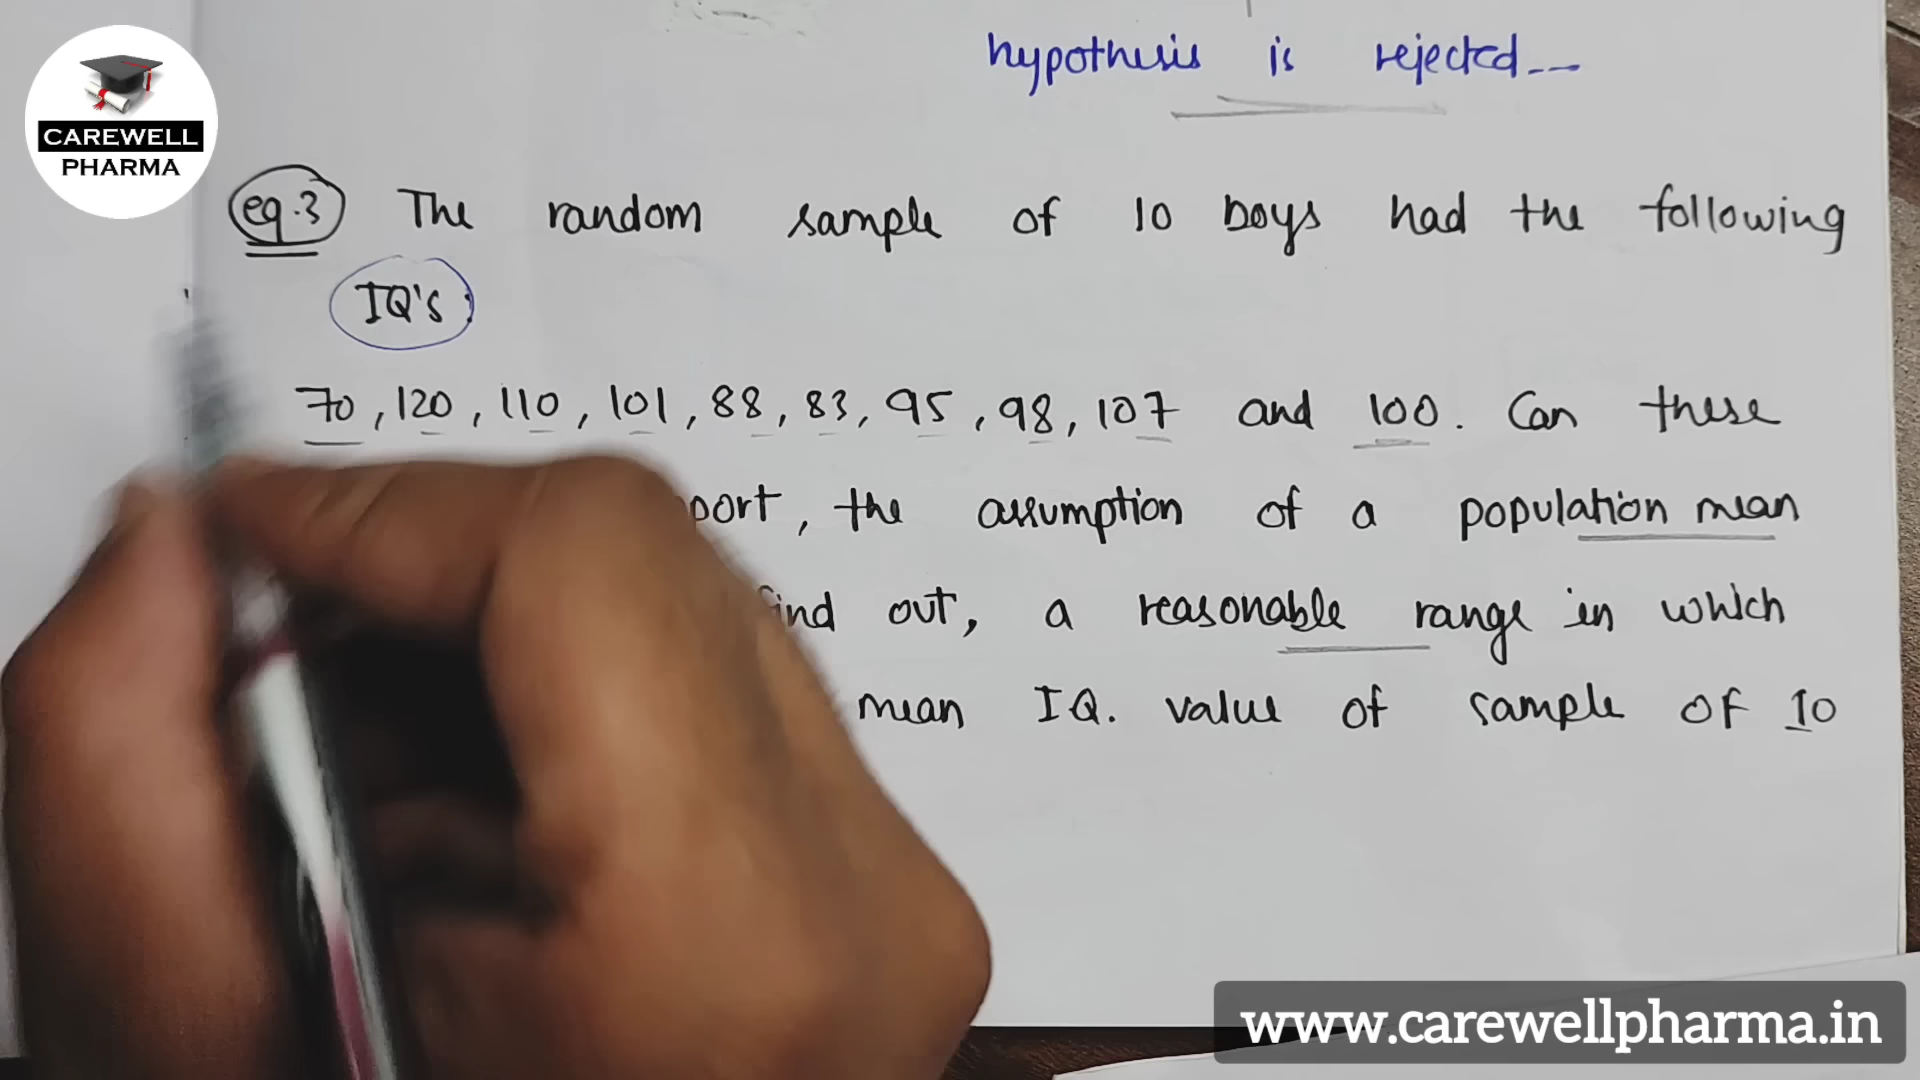 hypothesis is rejected--
CAREWELL
PHARMA
eg.3 The random sample of 10 boys had the following
IQ's:
70, 120, 110, 101, 88, 83, 95, 98, 107 and 100. Can these
port, the assumption of a population mean
find out, a reasonable range in which
mean IQ. value of sample of 10
www.carewellpharma.in